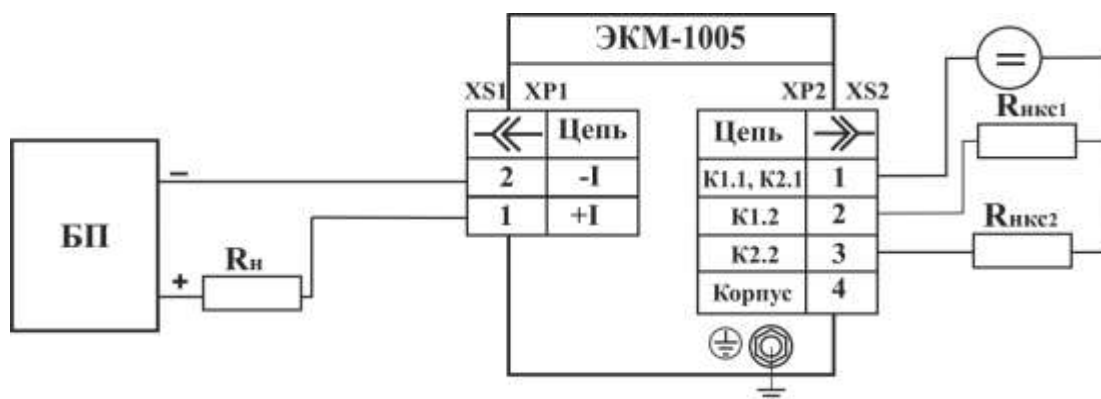 ЭКМ-1005
XS1 XP1
XP2 XS2
Цепь
2 -I
1 +I
Цепь
К1.1, К2.1 1
К1.2 2
К2.2 3
Корпус 4
БП
−
+
Rн
=
Rнкс1
Rнкс2